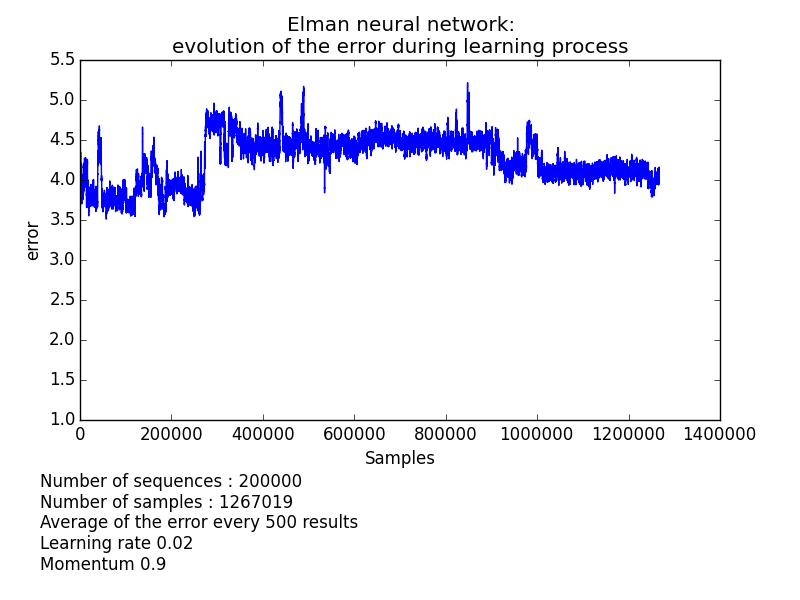 Elman neural network:
evolution of the error during learning process
5.5
5.0
4.5
4.0
3.5
3.0
2.5
2.0
1.5
1.0
error
0 200000 400000 600000 800000 1000000 1200000 1400000
Samples
Number of sequences : 200000
Number of samples : 1267019
Average of the error every 500 results
Learning rate 0.02
Momentum 0.9